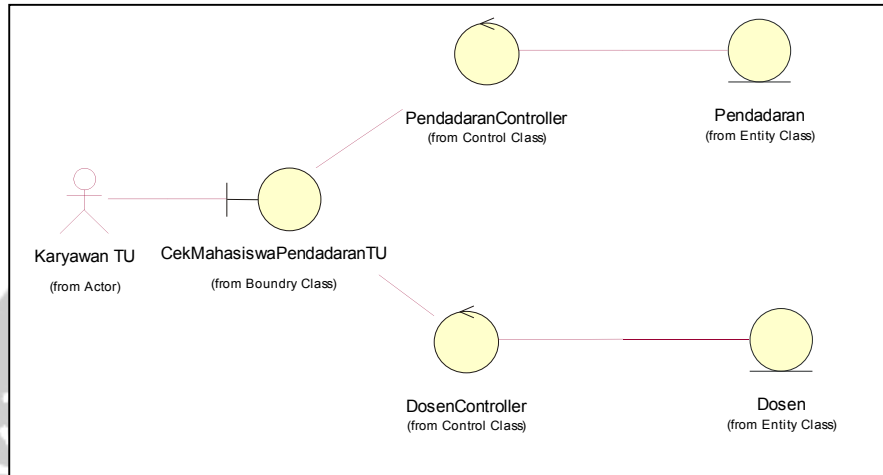 PendadaranController
(from Control Class)
Pendadaran
(from Entity Class)
Karyawan TU
(from Actor)
CekMahasiswaPendadaranTU
(from Boundry Class)
DosenController
(from Control Class)
Dosen
(from Entity Class)